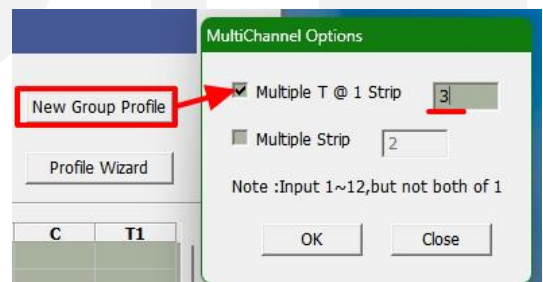 MultiChannel Options
New Group Profile
Multiple T @ 1 Strip 3
Multiple Strip 2
Profile Wizard
Note :Input 1~12,but not both of 1
C T1
OK Close